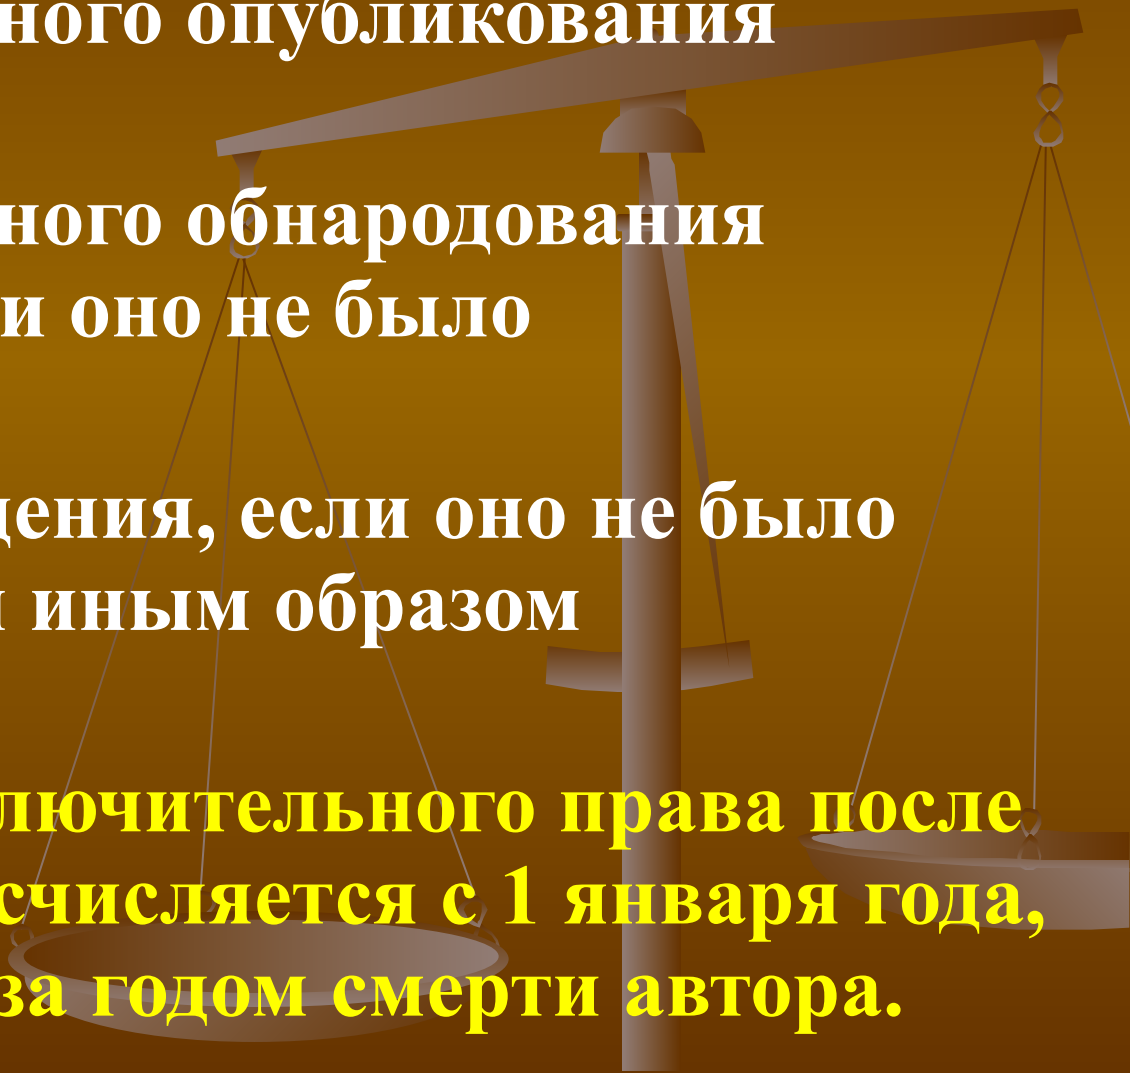 ного опубликования
ного обнародования
и оно не было
дения, если оно не было
иным образом
лючительного права после
счисляется с 1 января года,
за годом смерти автора.